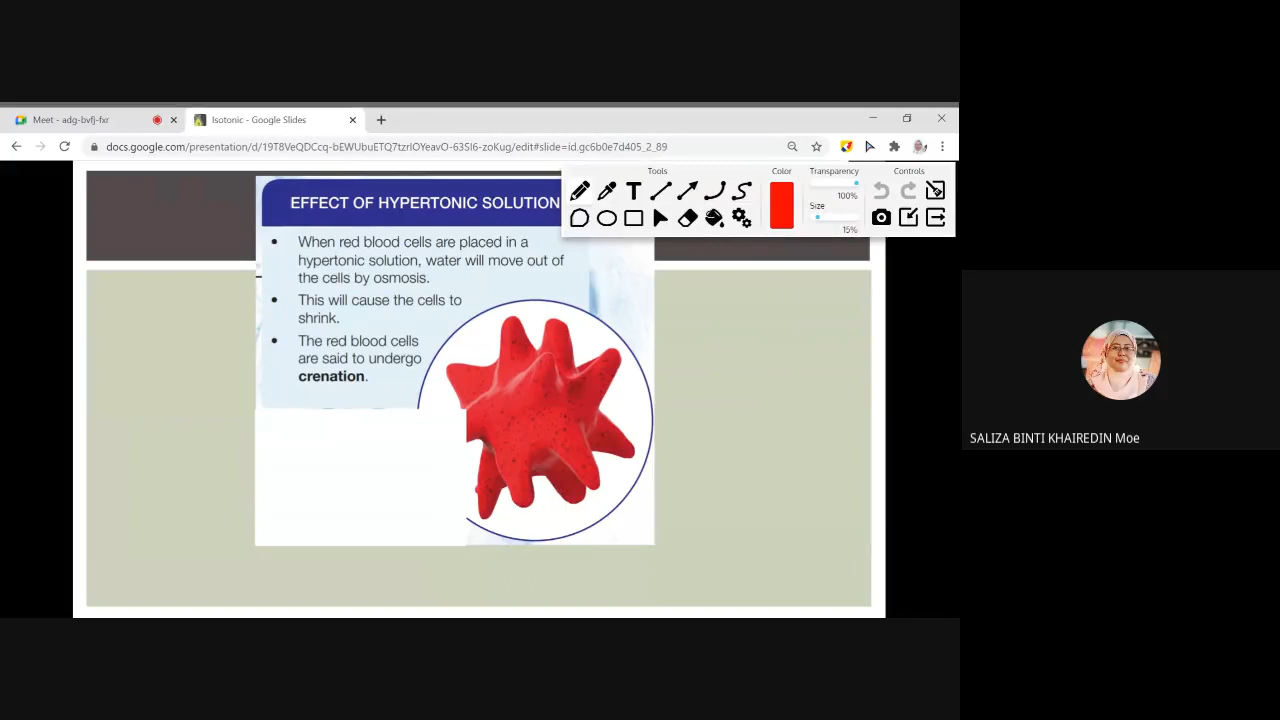 Meet - adg-bvfj-fxr
Isotonic - Google Slides
docs.google.com/presentation/d/19T8VeQDCcq-bEWUbuETQ7tzrIOYeavO-63SI6-zoKug/edit#slide=id.gc6b0e7d405_2_89
Tools
Color
Transparency
Controls
100%
Size
15%
T
EFFECT OF HYPERTONIC SOLUTION
• When red blood cells are placed in a
hypertonic solution, water will move out of
the cells by osmosis.
• This will cause the cells to
shrink.
• The red blood cells
are said to undergo
crenation.
SALIZA BINTI KHAIREDIN Moe